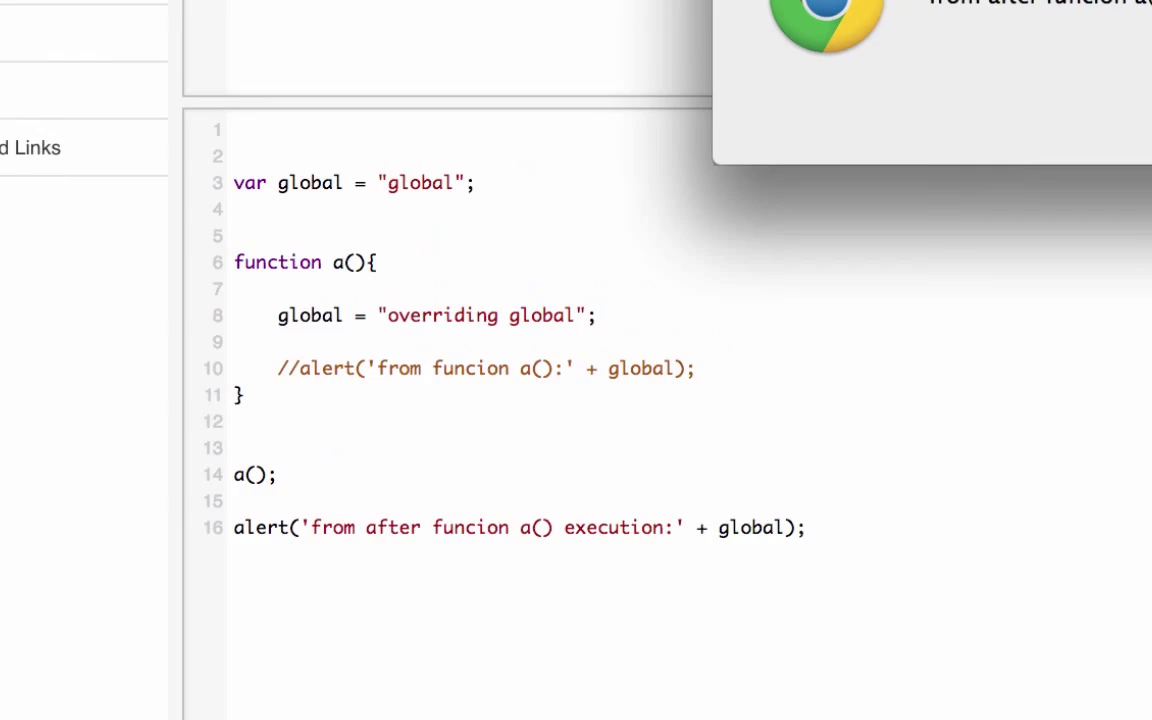 from after funcion a(
d Links
1
2
3 var global = "global";
4
5
6 function a(){
7
8 global = "overriding global";
9
10 //alert('from funcion a():' + global);
11 }
12
13
14 a();
15
16 alert('from after funcion a() execution:' + global);